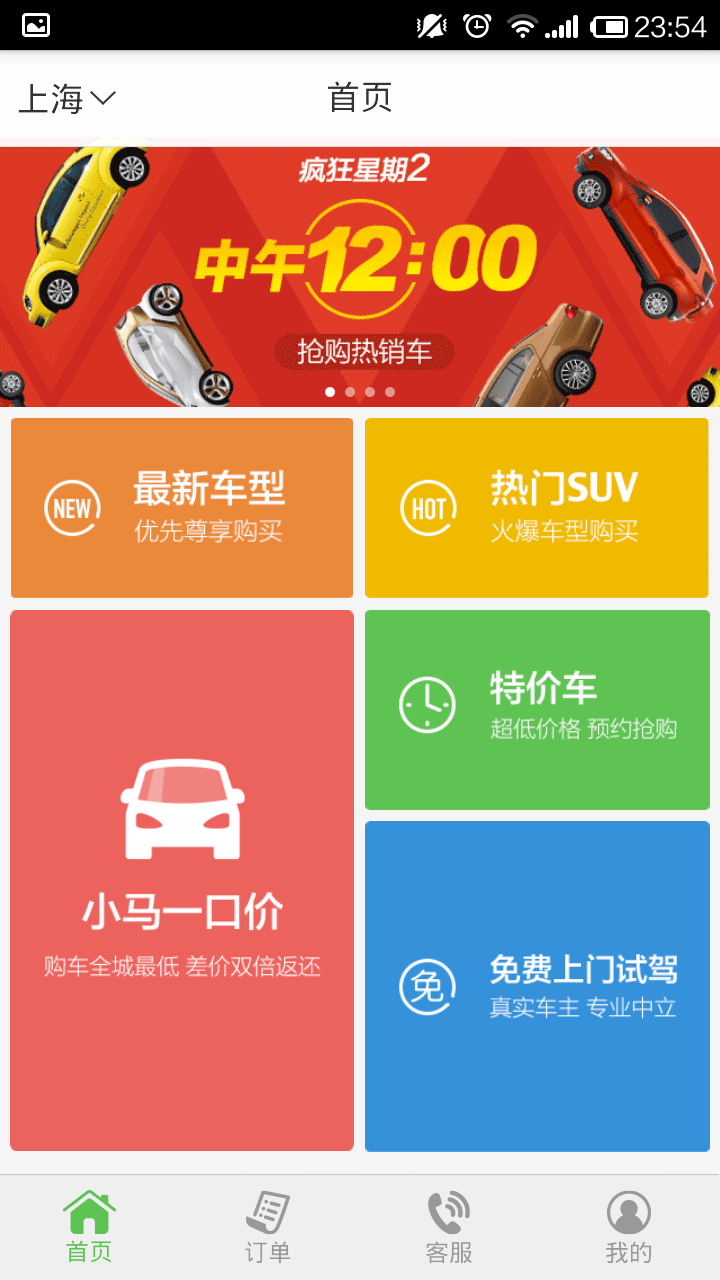 23:54
上海
首页
疯狂星期2
中午12:00
抢购热销车
NEW
最新车型
优先尊享购买
HOT
热门SUV
火爆车型购买
小马一口价
购车全城最低 差价双倍返还
特价车
超低价格 预约抢购
免
免费上门试驾
真实车主 专业中立
首页
订单
客服
我的